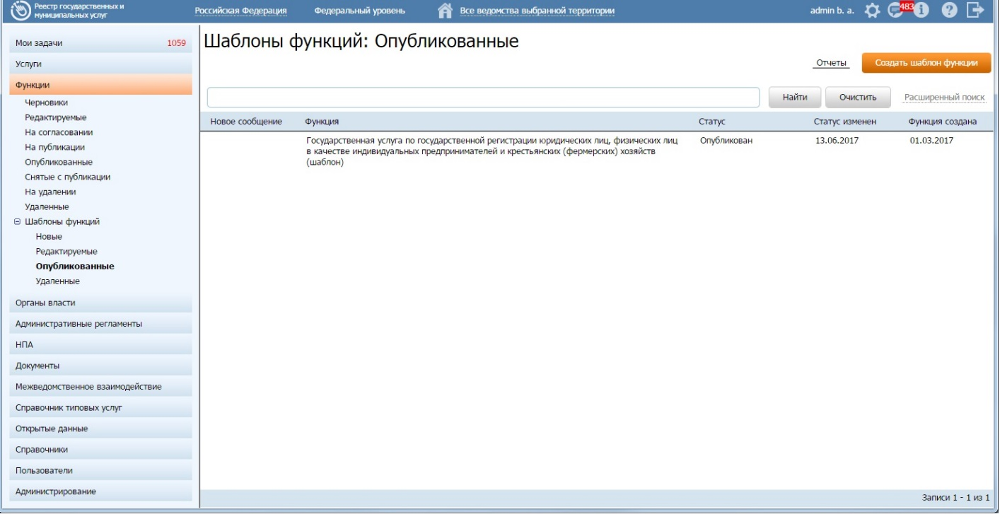 Реестр государственных и
муниципальных услуг
Российская Федерация
Федеральный уровень
Все ведомства выбранной территории
admin b. a.
483
Мои задачи 1059
Услуги
Функции
Черновики
Редактируемые
На согласовании
На публикации
Опубликованные
Снятые с публикации
На удалении
Удаленные
Шаблоны функций
Новые
Редактируемые
Опубликованные
Удаленные
Органы власти
Административные регламенты
НПА
Документы
Межведомственное взаимодействие
Справочник типовых услуг
Открытые данные
Справочники
Пользователи
Администрирование
Шаблоны функций: Опубликованные
Отчеты
Создать шаблон функции
Найти
Очистить
Расширенный поиск
Новое сообщение Функция Статус Статус изменен Функция создана
Государственная услуга по государственной регистрации юридических лиц, физических лиц Опубликован 13.06.2017 01.03.2017
в качестве индивидуальных предпринимателей и крестьянских (фермерских) хозяйств
(шаблон)
Записи 1 - 1 из 1